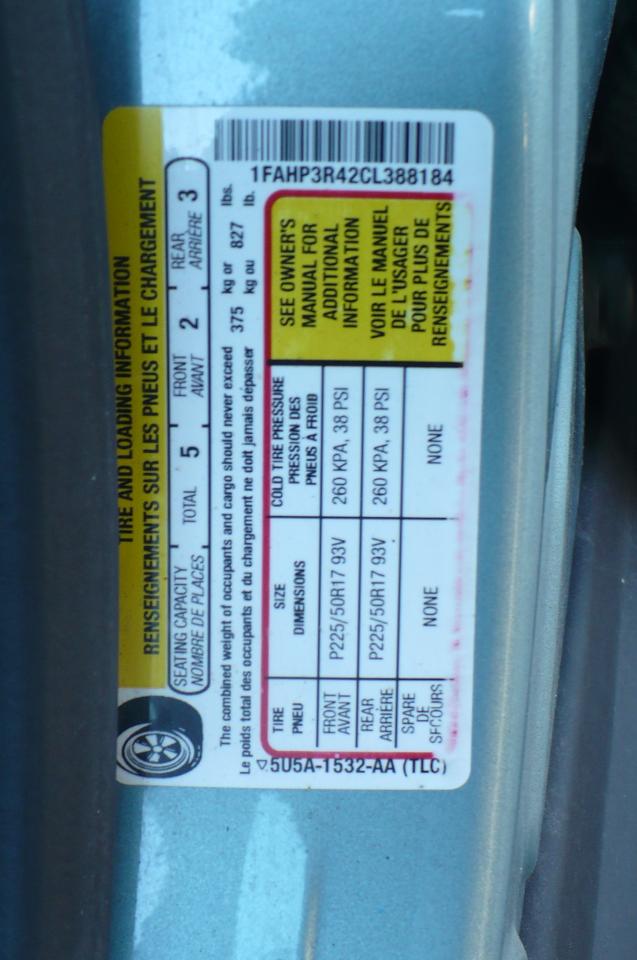 1FAHP3R42CL388184
TIRE AND LOADING INFORMATION
RENSEIGNEMENTS SUR LES PNEUS ET LE CHARGEMENT
SEATING CAPACITY
NOMBRE DE PLACES
TOTAL 5
FRONT
AVANT
2
REAR
ARRIÈRE
3
The combined weight of occupants and cargo should never exceed 375 kg or 827 lbs.
Le poids total des occupants et du chargement ne doit jamais dépasser kg ou lb.
TIRE
PNEU
SIZE
DIMENSIONS
COLD TIRE PRESSURE
PRESSION DES
PNEUS À FROID
FRONT
AVANT
P225/50R17 93V
260 KPA, 38 PSI
REAR
ARRIÈRE
P225/50R17 93V
260 KPA, 38 PSI
SPARE
DE
SECOURS
NONE
NONE
SEE OWNER'S
MANUAL FOR
ADDITIONAL
INFORMATION
VOIR LE MANUEL
DE L'USAGER
POUR PLUS DE
RENSEIGNEMENTS
5U5A-1532-AA (TLC)